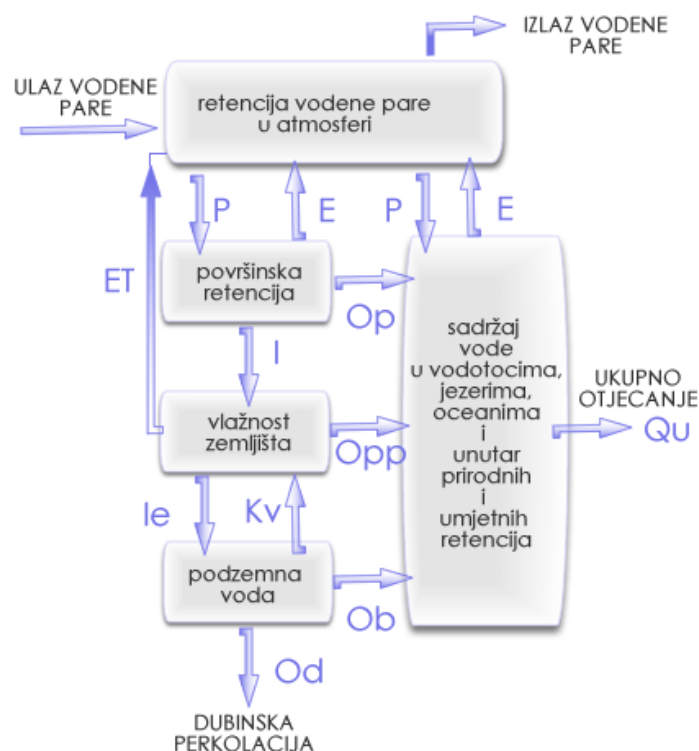 IZLAZ VODENE
PARE
ULAZ VODENE
PARE
retencija vodene pare
u atmosferi
P
E
P
E
ET
površinska
retencija
Op
I
sadržaj
vode
u vodotocima,
jezerima,
oceanima
i
unutar
prirodnih
i
umjetnih
retencija
UKUPNO
OTJECANJE
Qu
vlažnost
zemljišta
Opp
Ie
Kv
podzemna
voda
Ob
Od
DUBINSKA
PERKOLACIJA